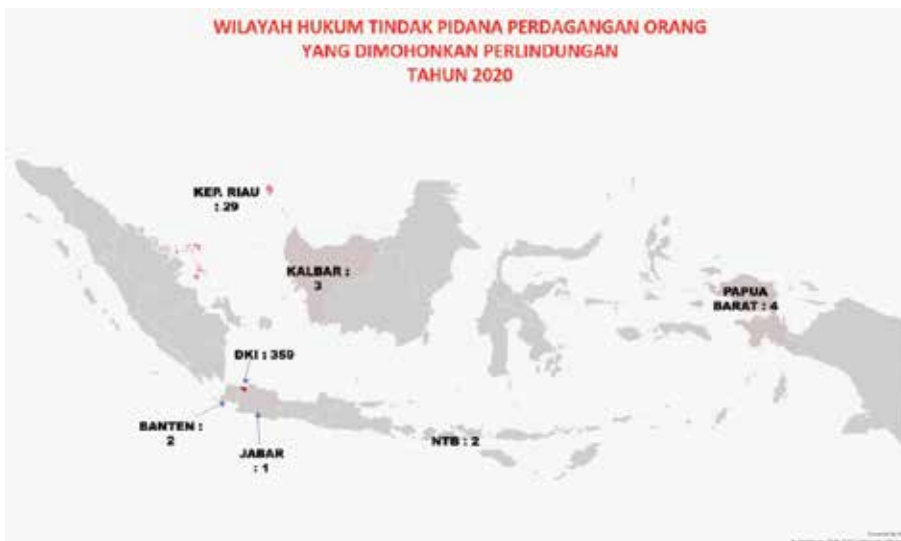 WILAYAH HUKUM TINDAK PIDANA PERDAGANGAN ORANG
YANG DIMOHONKAN PERLINDUNGAN
TAHUN 2020
KEP. RIAU
: 29
KALBAR :
3
PAPUA
BARAT : 4
DKI : 359
BANTEN :
2
JABAR
: 1
NTB : 2